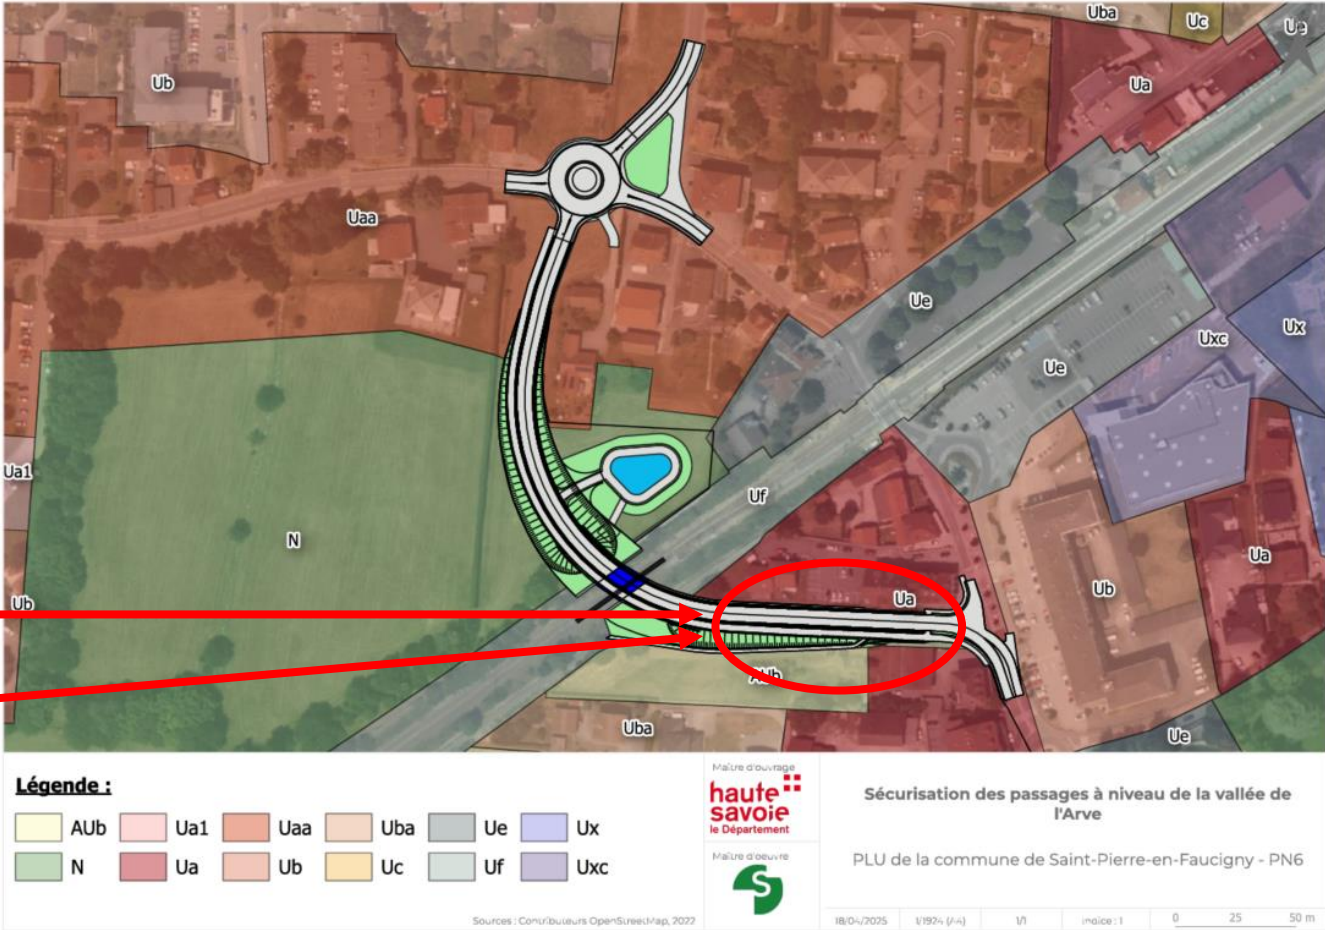 Uba
Uc
Ue
Ub
Ua
Uaa
Ue
Ux
Uxc
Ue
Ua1
Uf
N
Ua
Ub
Ub
Ua
AUb
Uba
Ue
Légende :
AUb
Ua1
Uaa
Uba
Ue
Ux
N
Ua
Ub
Uc
Uf
Uxc
Sources : Contributeurs OpenStreetMap, 2022
Maître d'ouvrage
haute
savoie
le Département
Maître d'oeuvre
S
Sécurisation des passages à niveau de la vallée de
l'Arve
PLU de la commune de Saint-Pierre-en-Faucigny - PN6
18/04/2025
1/1924 (A4)
1/1
indice : 1
0 25 50 m